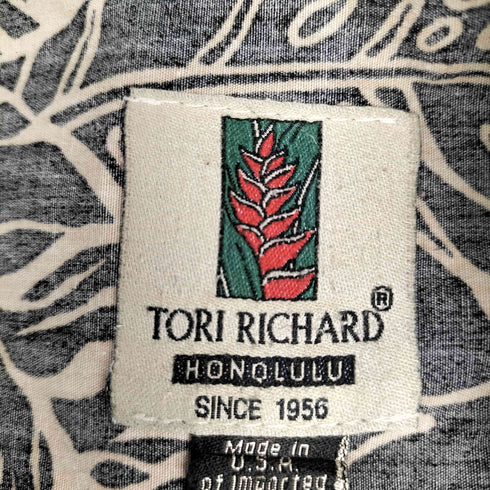 TORI RICHARD®
HONOLULU
SINCE 1956
Made in
U.S.A.
of Imported